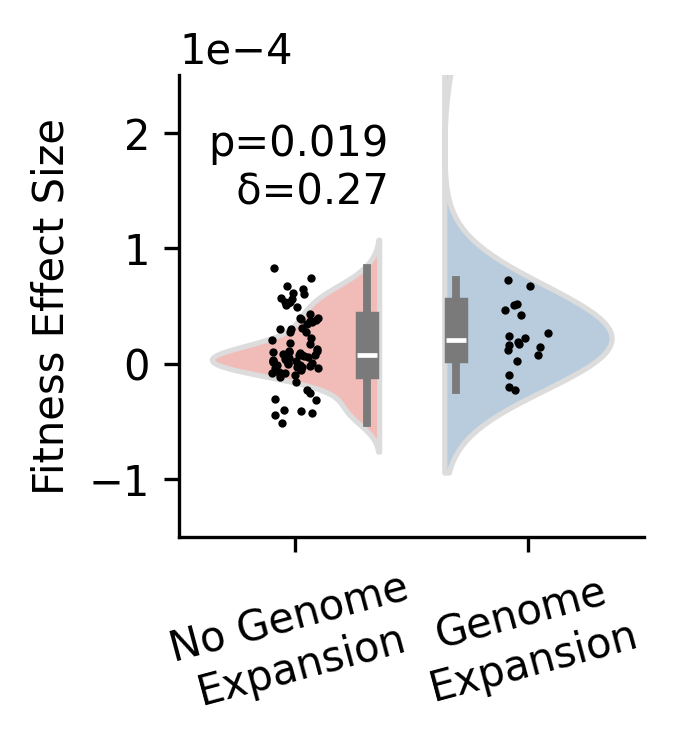 1e−4
Fitness Effect Size
2
1
0
−1
p=0.019
δ=0.27
No Genome
Expansion
Genome
Expansion